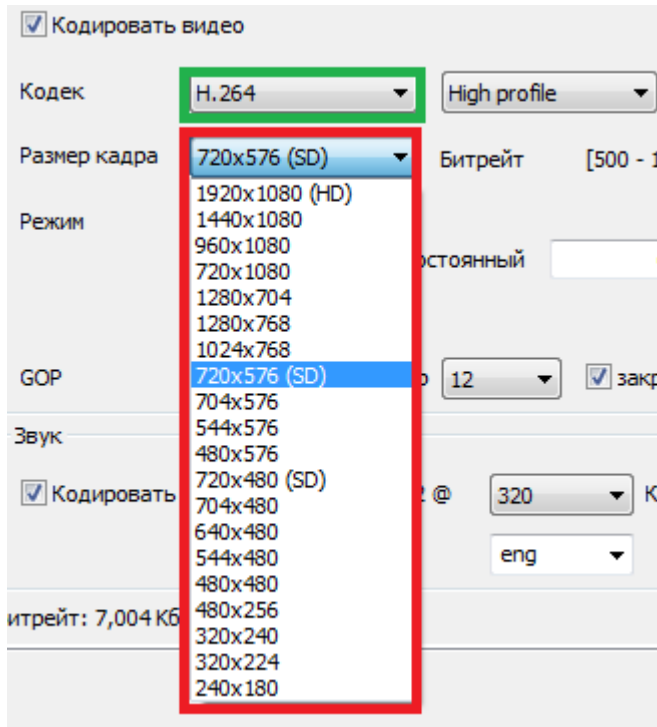 Кодировать видео
Кодек H.264 High profile
Размер кадра 720x576 (SD) Битрейт [500 - 1
1920x1080 (HD)
Режим 1440x1080
960x1080
остоянный
720x1080
1280x704
1280x768
1024x768
GOP 720x576 (SD) 12 закр
704x576
544x576
Звук
480x576
720x480 (SD)
Кодировать 704x480 2 @ 320 К
640x480
544x480 eng
480x480
480x256
итрейт: 7,004 Кб
320x240
320x224
240x180